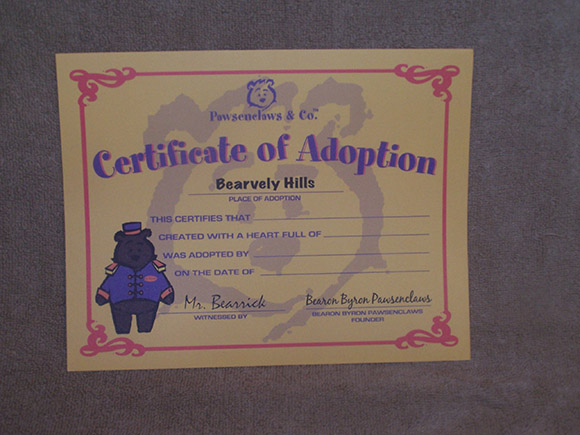 Pawsenclaws & Co.™
Certificate of Adoption
Bearvely Hills
PLACE OF ADOPTION
THIS CERTIFIES THAT
CREATED WITH A HEART FULL OF
WAS ADOPTED BY
ON THE DATE OF
Mr. Bearrick
WITNESSED BY
Bearon Byron Pawsenclaws
BEARON BYRON PAWSENCLAWS
FOUNDER